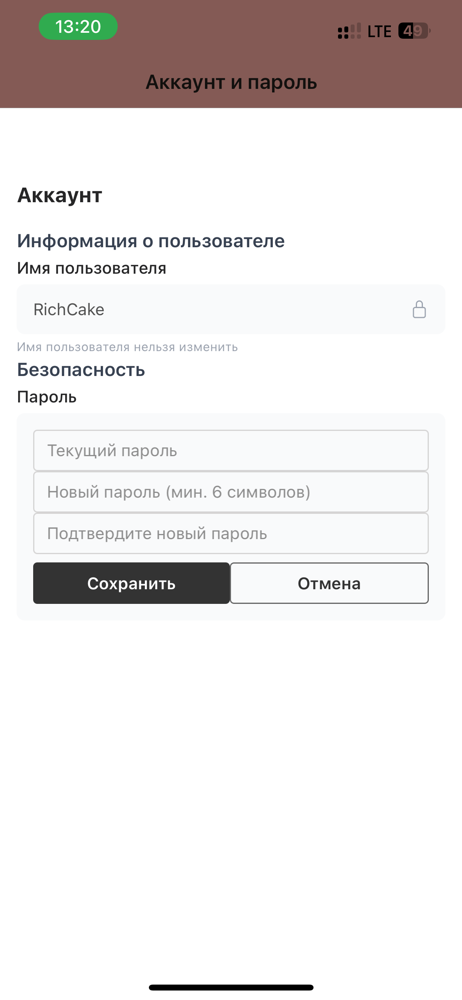 13:20
LTE 49
Аккаунт и пароль
Аккаунт
Информация о пользователе
Имя пользователя
RichCake
Имя пользователя нельзя изменить
Безопасность
Пароль
Текущий пароль
Новый пароль (мин. 6 символов)
Подтвердите новый пароль
Сохранить Отмена